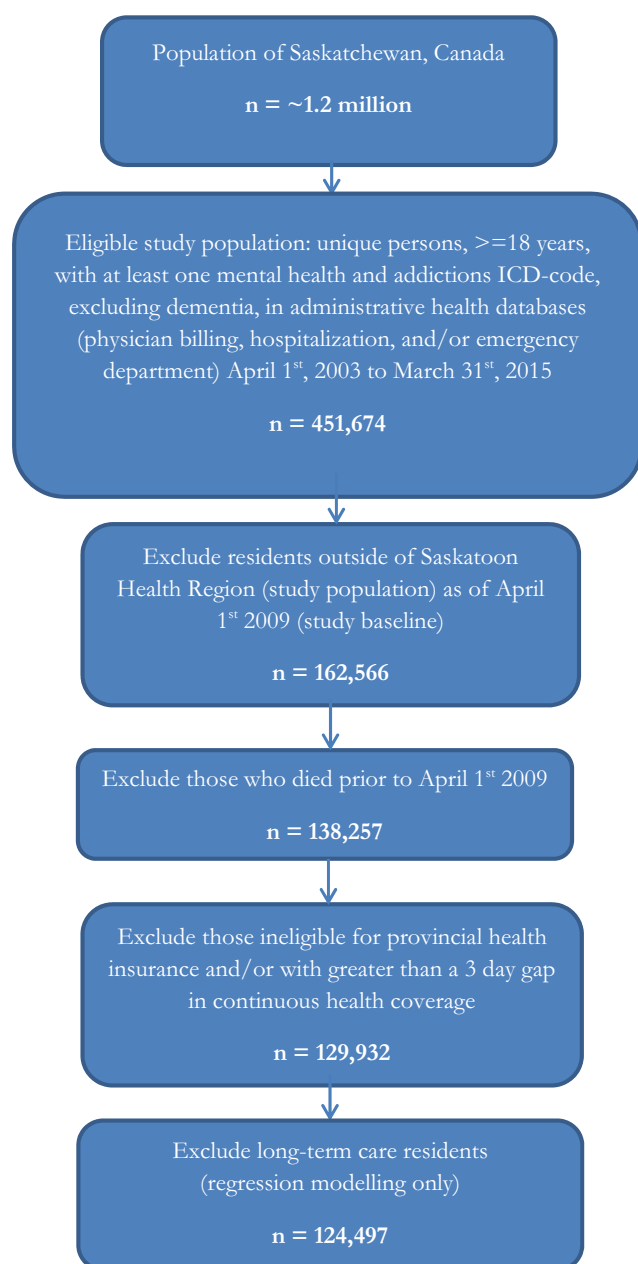 Population of Saskatchewan, Canada
n = ~1.2 million
Eligible study population: unique persons, >=18 years,
with at least one mental health and addictions ICD-code,
excluding dementia, in administrative health databases
(physician billing, hospitalization, and/or emergency
department) April 1st, 2003 to March 31st, 2015
n = 451,674
Exclude residents outside of Saskatoon
Health Region (study population) as of April
1st 2009 (study baseline)
n = 162,566
Exclude those who died prior to April 1st 2009
n = 138,257
Exclude those ineligible for provincial health
insurance and/or with greater than a 3 day gap
in continuous health coverage
n = 129,932
Exclude long-term care residents
(regression modelling only)
n = 124,497